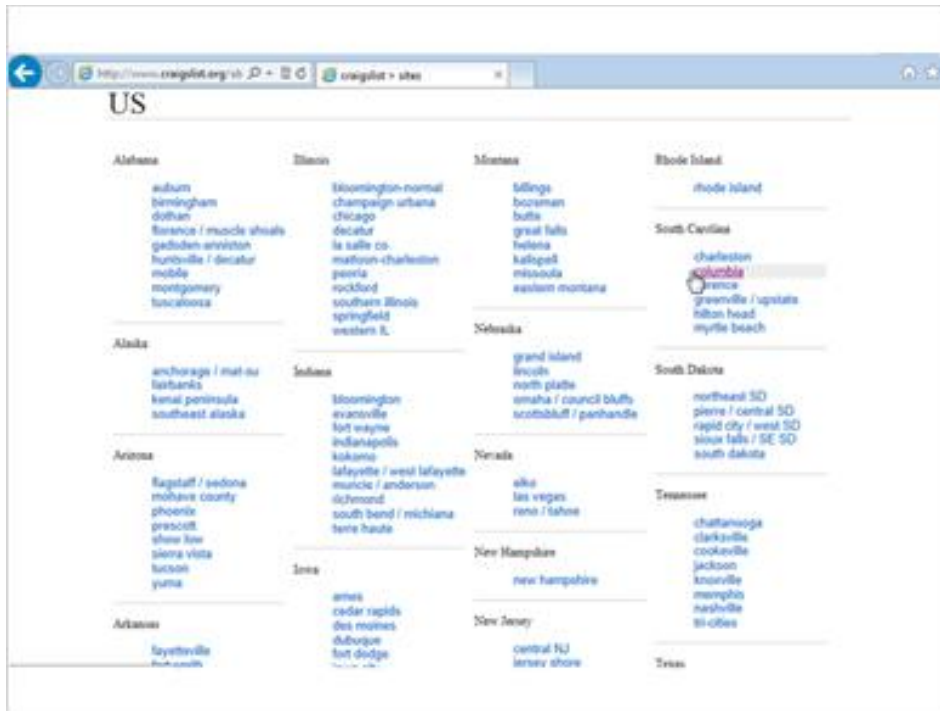 craigslist > sites
US
Alabama
auburn
birmingham
dothan
florence / muscle shoals
gadsden-anniston
huntsville / decatur
mobile
montgomery
tuscaloosa
Alaska
anchorage / mat-su
fairbanks
kenai peninsula
southeast alaska
Arizona
flagstaff / sedona
mohave county
phoenix
prescott
show low
sierra vista
tucson
yuma
Arkansas
fayetteville
fort smith
Illinois
bloomington-normal
champaign urbana
chicago
decatur
la salle co
mattoon-charleston
peoria
rockford
southern illinois
springfield
western IL
Indiana
bloomington
evansville
fort wayne
indianapolis
kokomo
lafayette / west lafayette
muncie / anderson
richmond
south bend / michiana
terre haute
Iowa
ames
cedar rapids
des moines
dubuque
fort dodge
iowa city
Montana
billings
bozeman
butte
great falls
helena
kalispell
missoula
eastern montana
Nebraska
grand island
lincoln
north platte
omaha / council bluffs
scottsbluff / panhandle
Nevada
elko
las vegas
reno / tahoe
New Hampshire
new hampshire
New Jersey
central NJ
jersey shore
Rhode Island
rhode island
South Carolina
charleston
columbia
florence
greenville / upstate
hilton head
myrtle beach
South Dakota
northeast SD
pierre / central SD
rapid city / west SD
sioux falls / SE SD
south dakota
Tennessee
chattanooga
clarksville
cookeville
jackson
knoxville
memphis
nashville
tri-cities
Texas